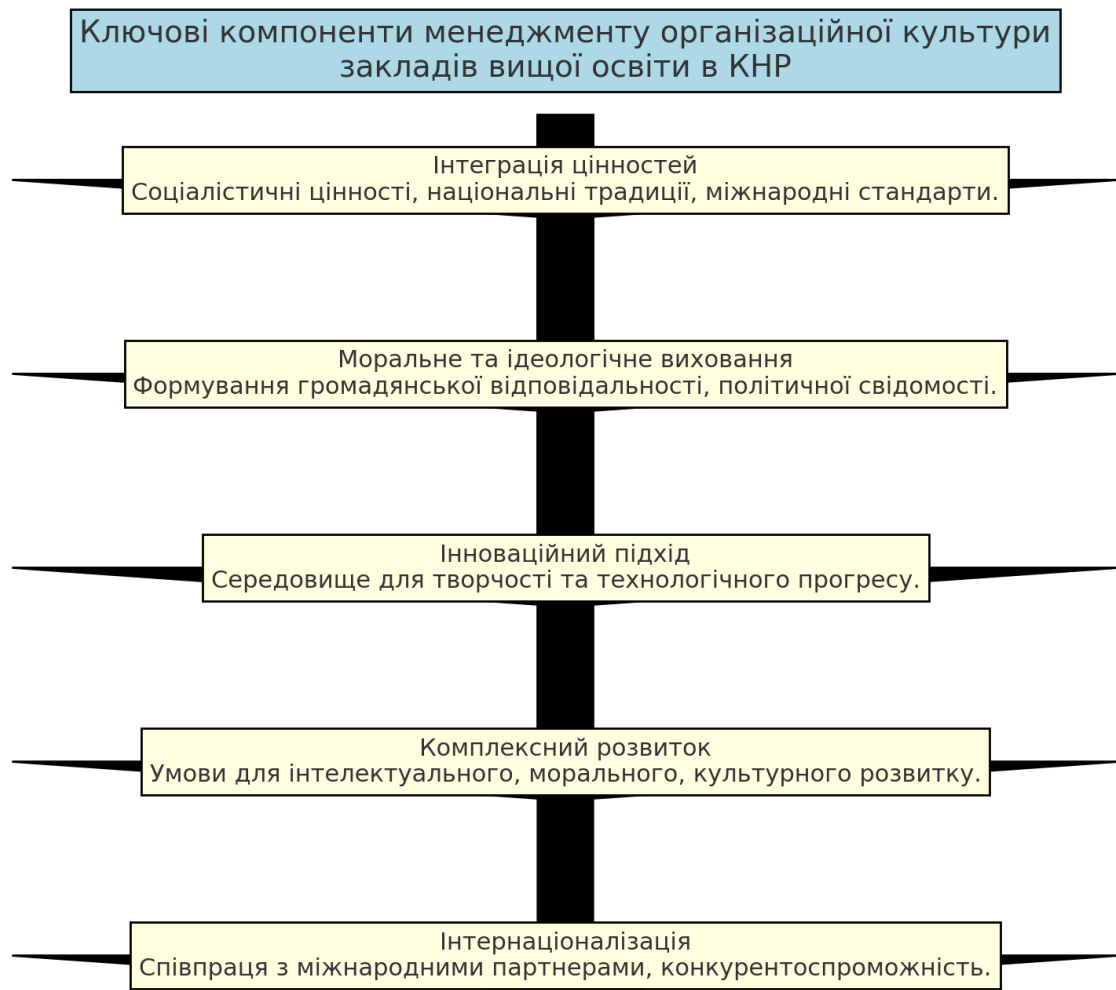 Ключові компоненти менеджменту організаційної культури
закладів вищої освіти в КНР
Інтеграція цінностей
Соціалістичні цінності, національні традиції, міжнародні стандарти.
Моральне та ідеологічне виховання
Формування громадянської відповідальності, політичної свідомості.
Інноваційний підхід
Середовище для творчості та технологічного прогресу.
Комплексний розвиток
Умови для інтелектуального, морального, культурного розвитку.
Інтернаціоналізація
Співпраця з міжнародними партнерами, конкурентоспроможність.